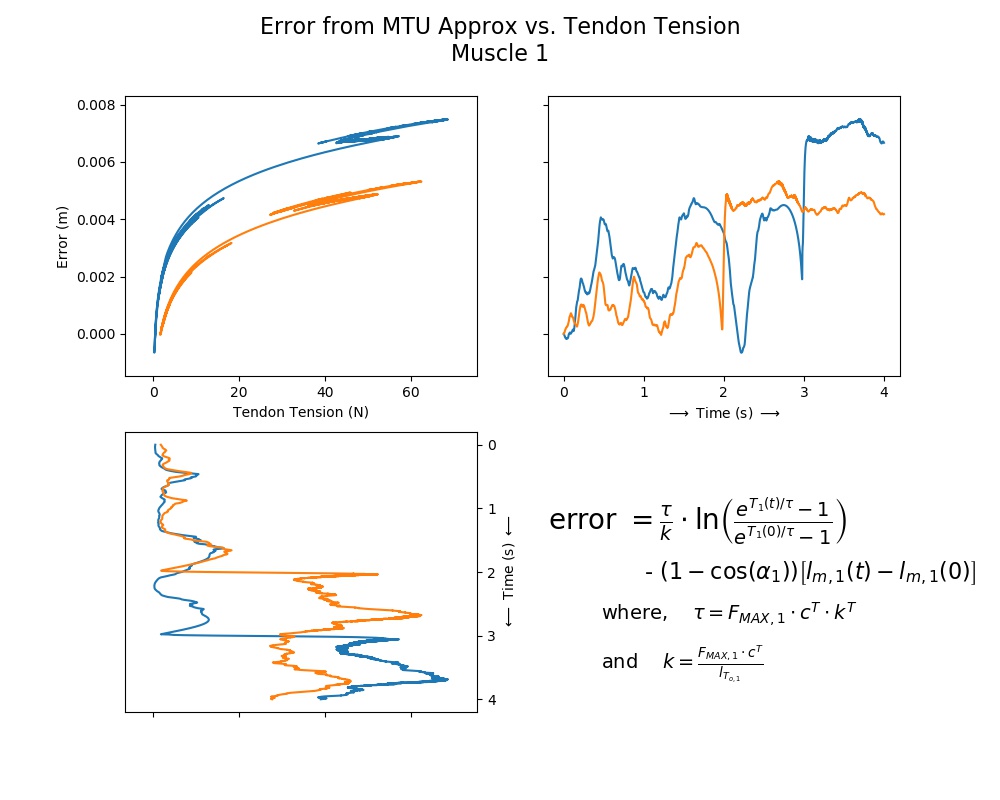 Error from MTU Approx vs. Tendon Tension
Muscle 1
0.008
0.006
0.004
0.002
0.000
Error (m)
0 20 40 60
Tendon Tension (N)
0 1 2 3 4
⟶ Time (s) ⟶
0
1
2
3
4
⟵ Time (s) ⟵
error = τ/k · ln((e^{T₁(t)/τ} − 1)/(e^{T₁(0)/τ} − 1))
- (1 − cos(α₁))[l_{m,1}(t) − l_{m,1}(0)]
where, τ = F_{MAX,1} · c^T · k^T
and k = F_{MAX,1} · c^T / l_{T_{o,1}}